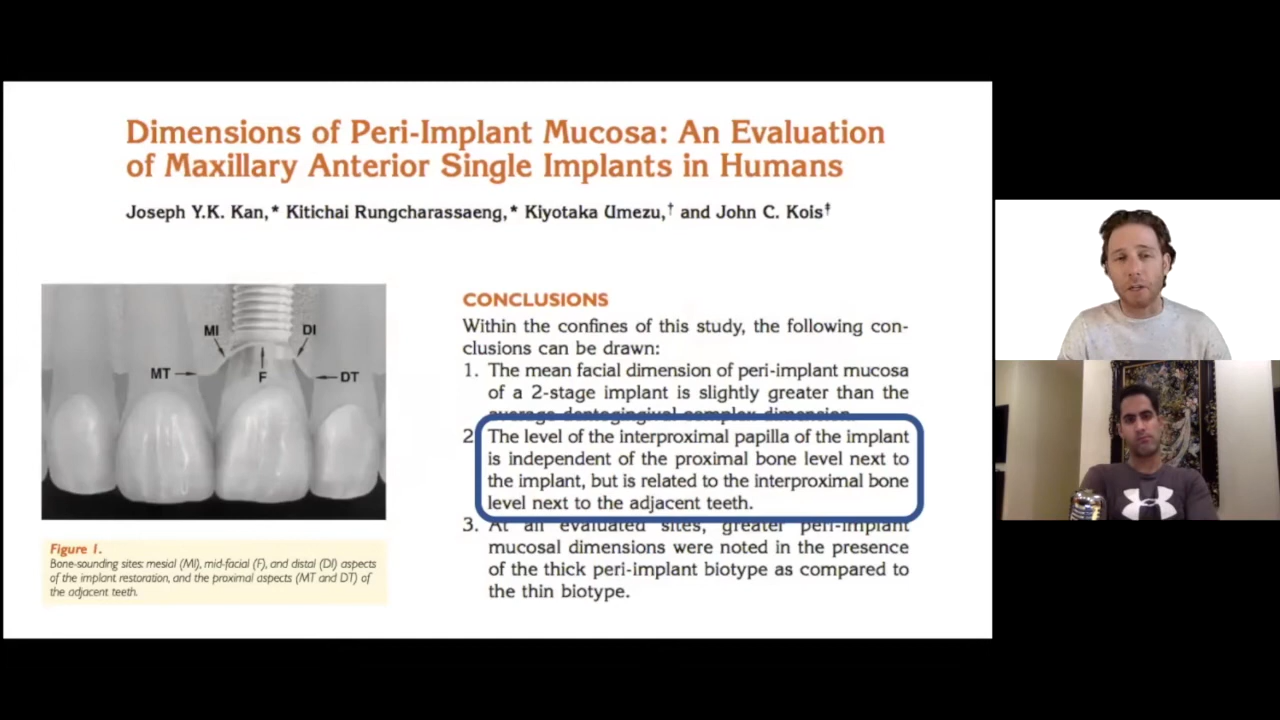 Dimensions of Peri-Implant Mucosa: An Evaluation
of Maxillary Anterior Single Implants in Humans
Joseph Y.K. Kan,* Kitichai Rungcharassaeng,* Kiyotaka Umezu,† and John C. Kois‡
MI
DI
MT
F
DT
Figure 1.
Bone-sounding sites: mesial (MI), mid-facial (F), and distal (DI) aspects
of the implant restoration, and the proximal aspects (MT and DT) of
the adjacent teeth.
CONCLUSIONS
Within the confines of this study, the following con-
clusions can be drawn:
1. The mean facial dimension of peri-implant mucosa
of a 2-stage implant is slightly greater than the
average dentogingival complex dimension.
2 The level of the interproximal papilla of the implant
is independent of the proximal bone level next to
the implant, but is related to the interproximal bone
level next to the adjacent teeth.
3. At all evaluated sites, greater peri-implant
mucosal dimensions were noted in the presence
of the thick peri-implant biotype as compared to
the thin biotype.